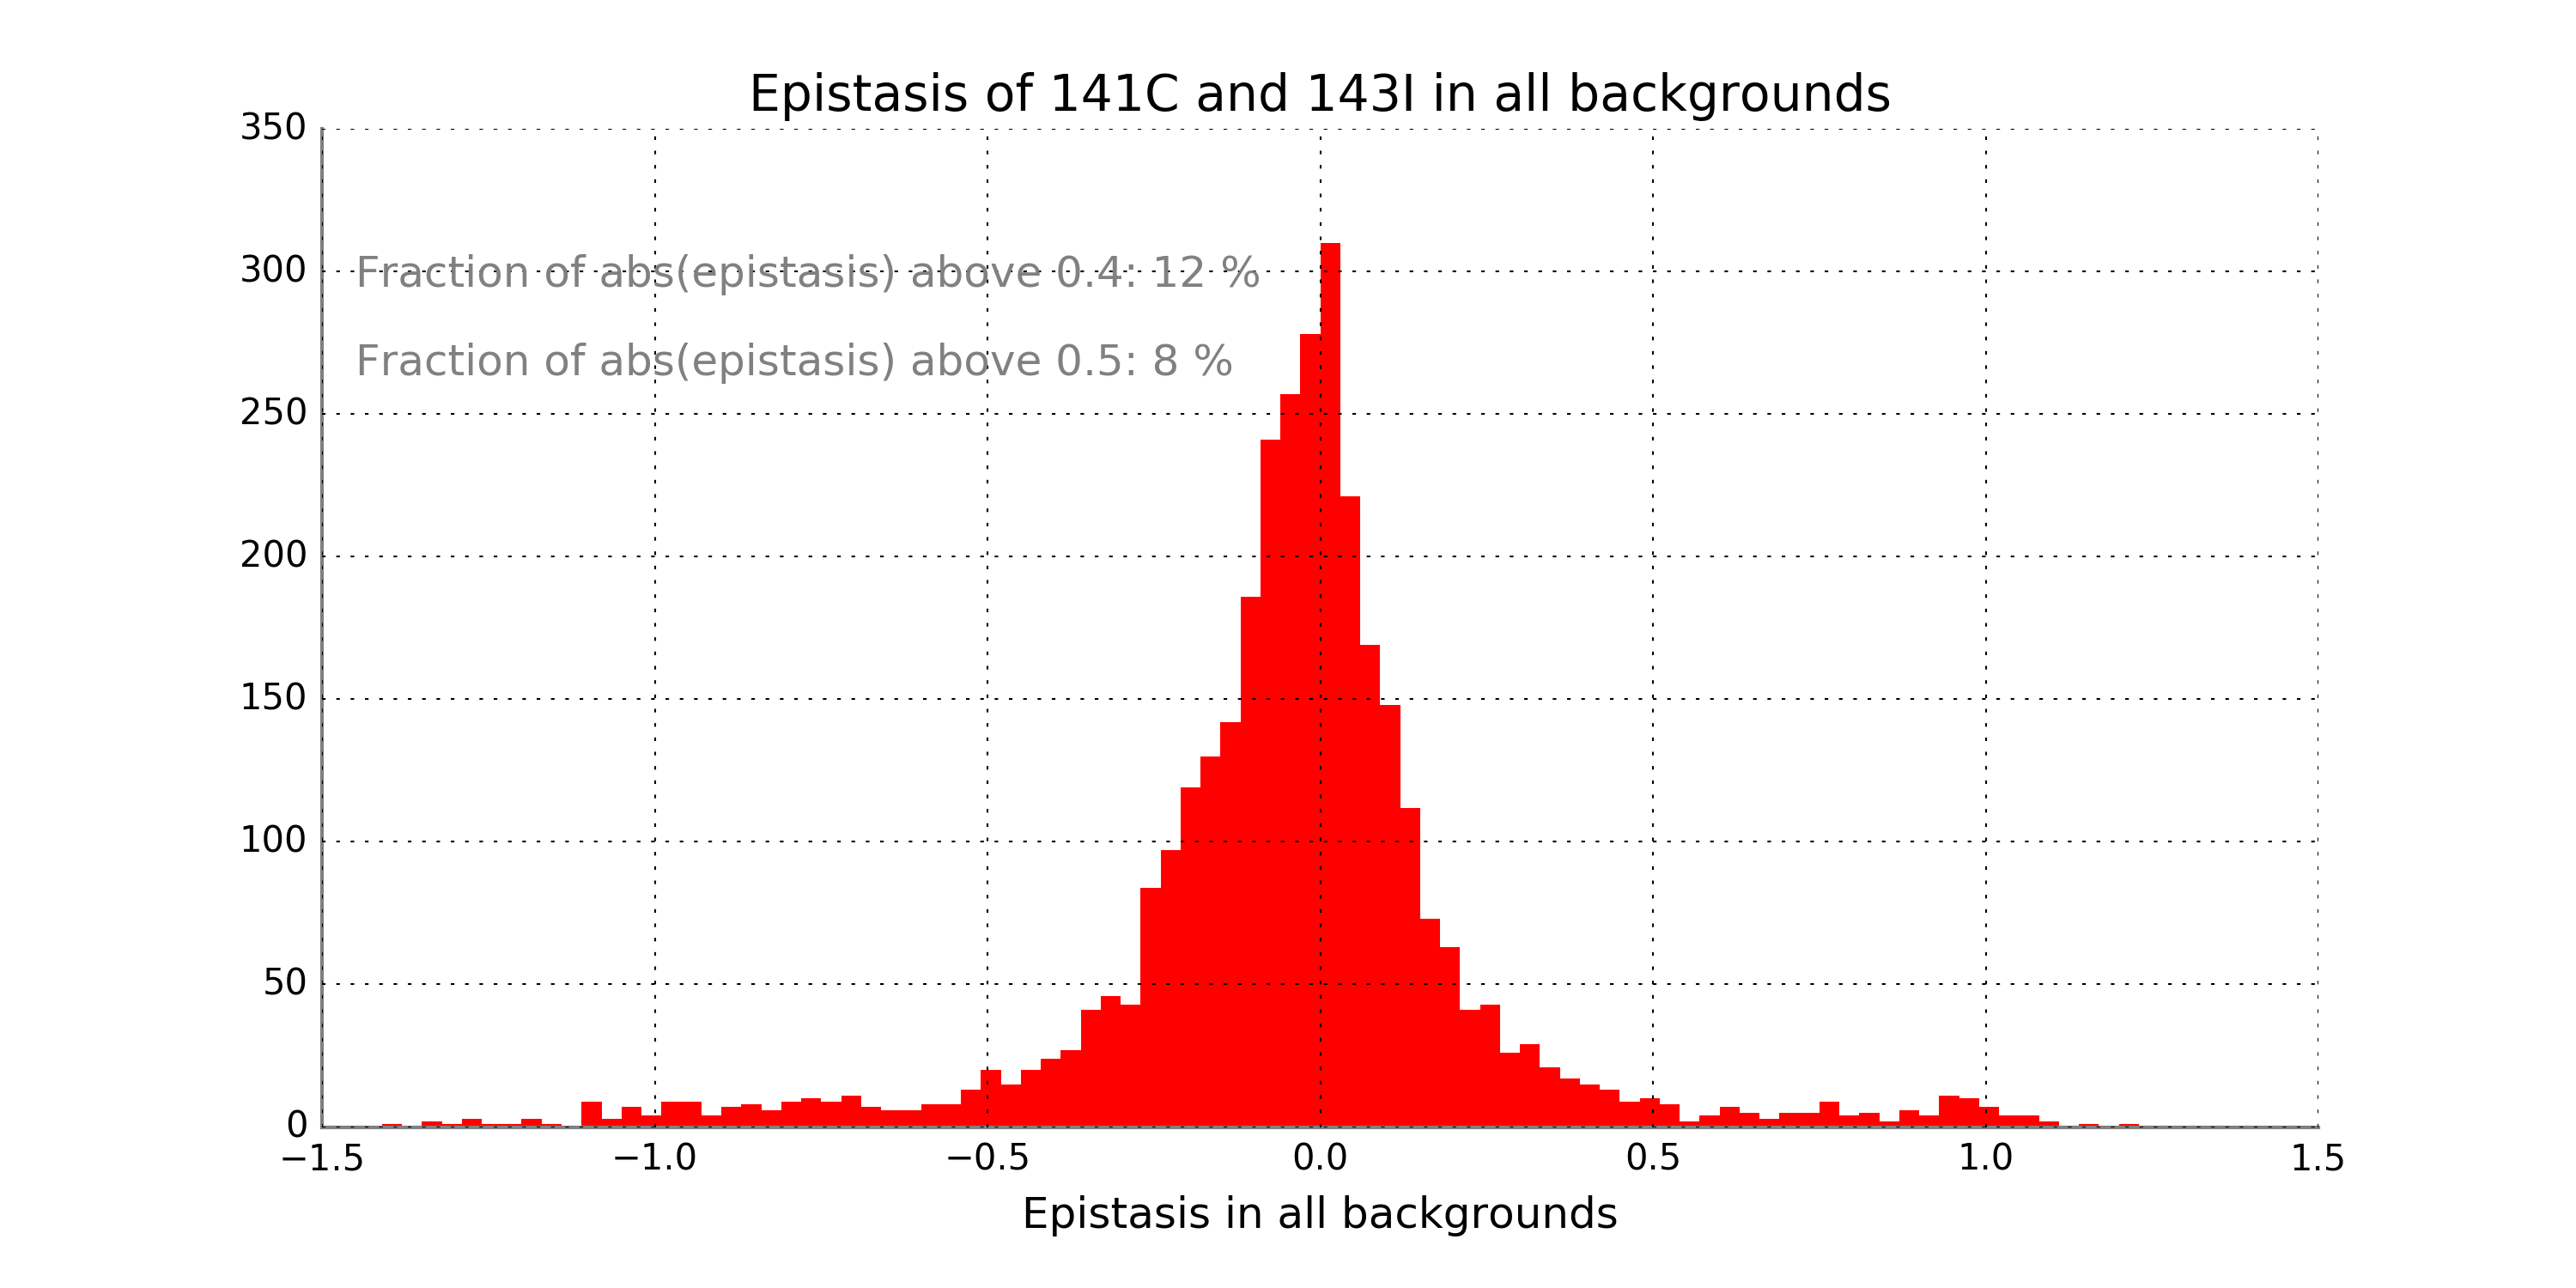 Epistasis of 141C and 143I in all backgrounds
350
300
250
200
150
100
50
0
Fraction of abs(epistasis) above 0.4: 12 %
Fraction of abs(epistasis) above 0.5: 8 %
−1.5 −1.0 −0.5 0.0 0.5 1.0 1.5
Epistasis in all backgrounds